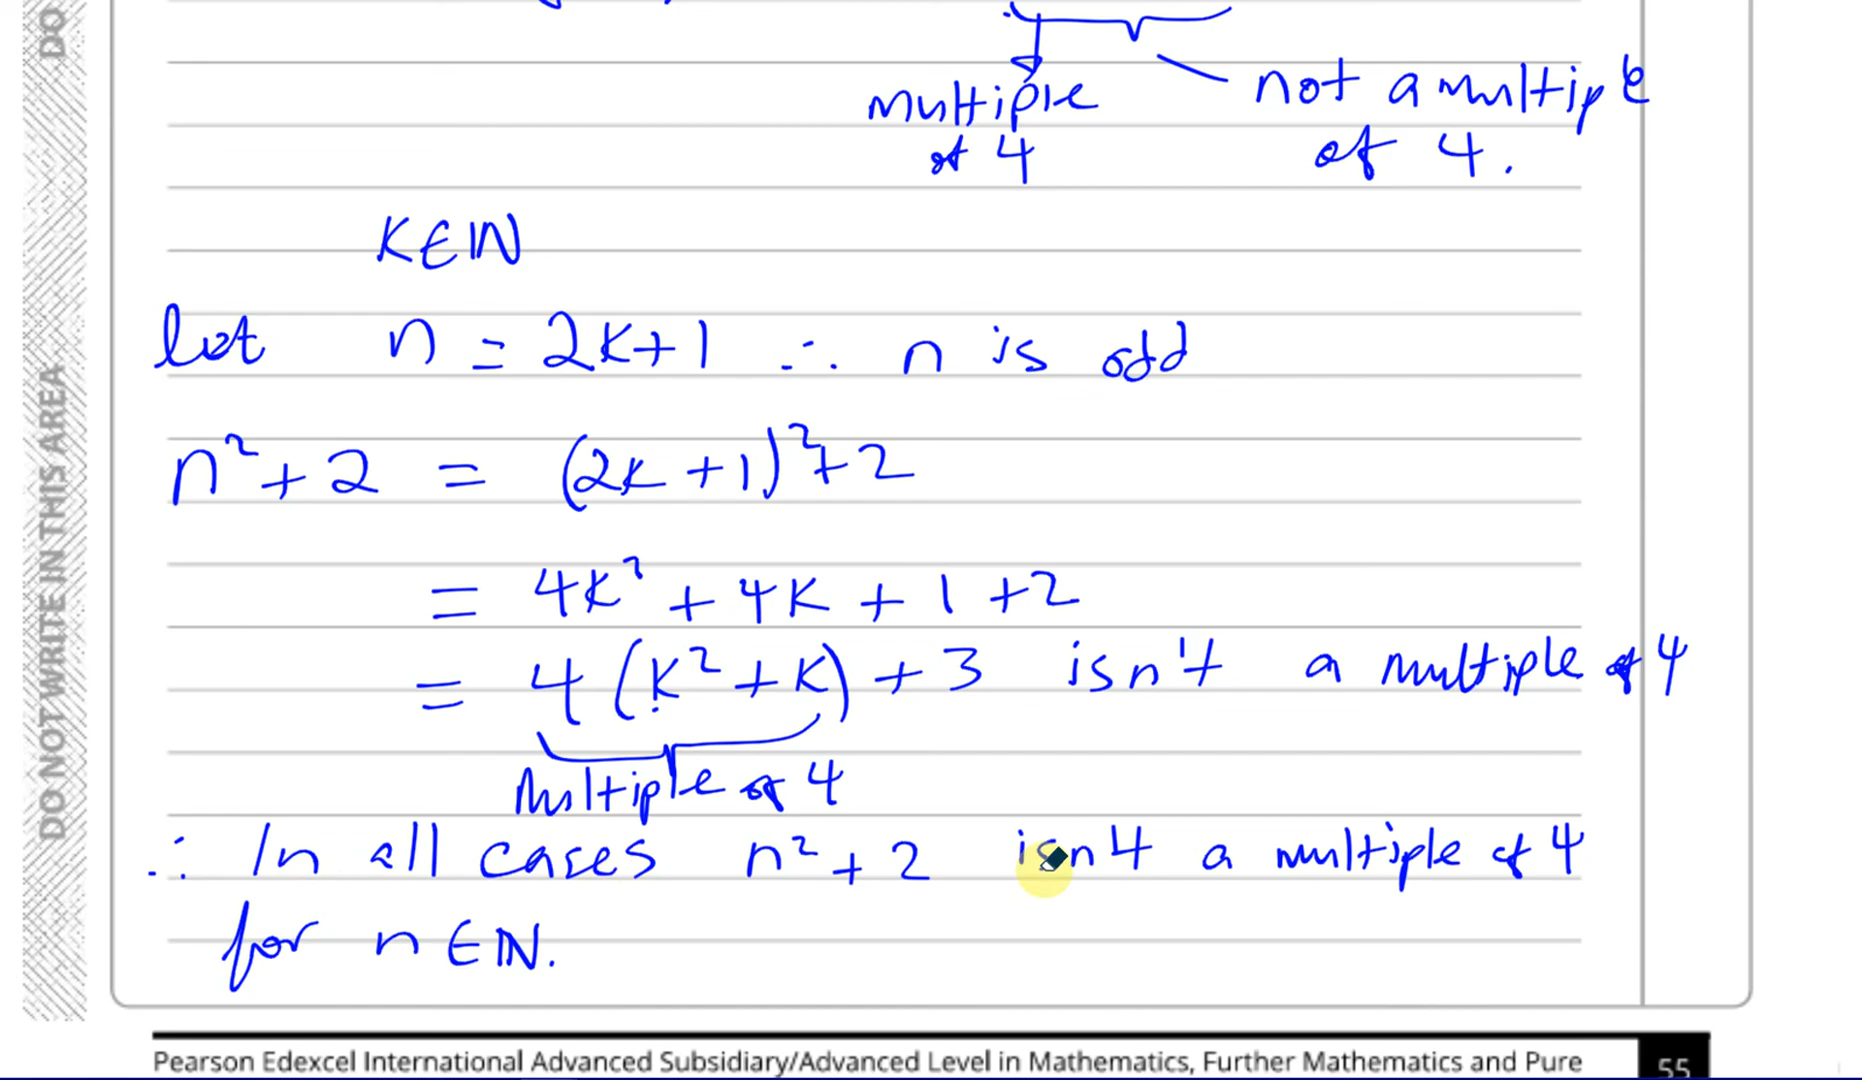 DO
multiple not a multiple
of 4 of 4.
K∈ℕ
let n = 2K+1 ∴ n is odd
n² + 2 = (2K + 1)² + 2
= 4K² + 4K + 1 + 2
= 4 (K² + K) + 3 isn't a multiple of 4
Multiple of 4
∴ In all cases n² + 2 isn't a multiple of 4
for n ∈ ℕ.
DO NOT WRITE IN THIS AREA
Pearson Edexcel International Advanced Subsidiary/Advanced Level in Mathematics, Further Mathematics and Pure
55